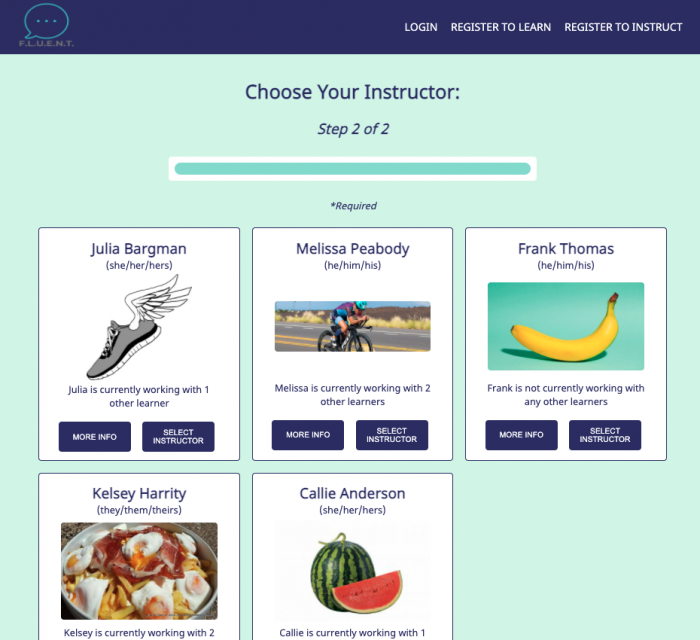 F.L.U.E.N.T.
LOGIN REGISTER TO LEARN REGISTER TO INSTRUCT
Choose Your Instructor:
Step 2 of 2
*Required
Julia Bargman
(she/her/hers)
Julia is currently working with 1
other learner
MORE INFO
SELECT
INSTRUCTOR
Melissa Peabody
(he/him/his)
Melissa is currently working with 2
other learners
MORE INFO
SELECT
INSTRUCTOR
Frank Thomas
(he/him/his)
Frank is not currently working with
any other learners
MORE INFO
SELECT
INSTRUCTOR
Kelsey Harrity
(they/them/theirs)
Kelsey is currently working with 2
Callie Anderson
(she/her/hers)
Callie is currently working with 1